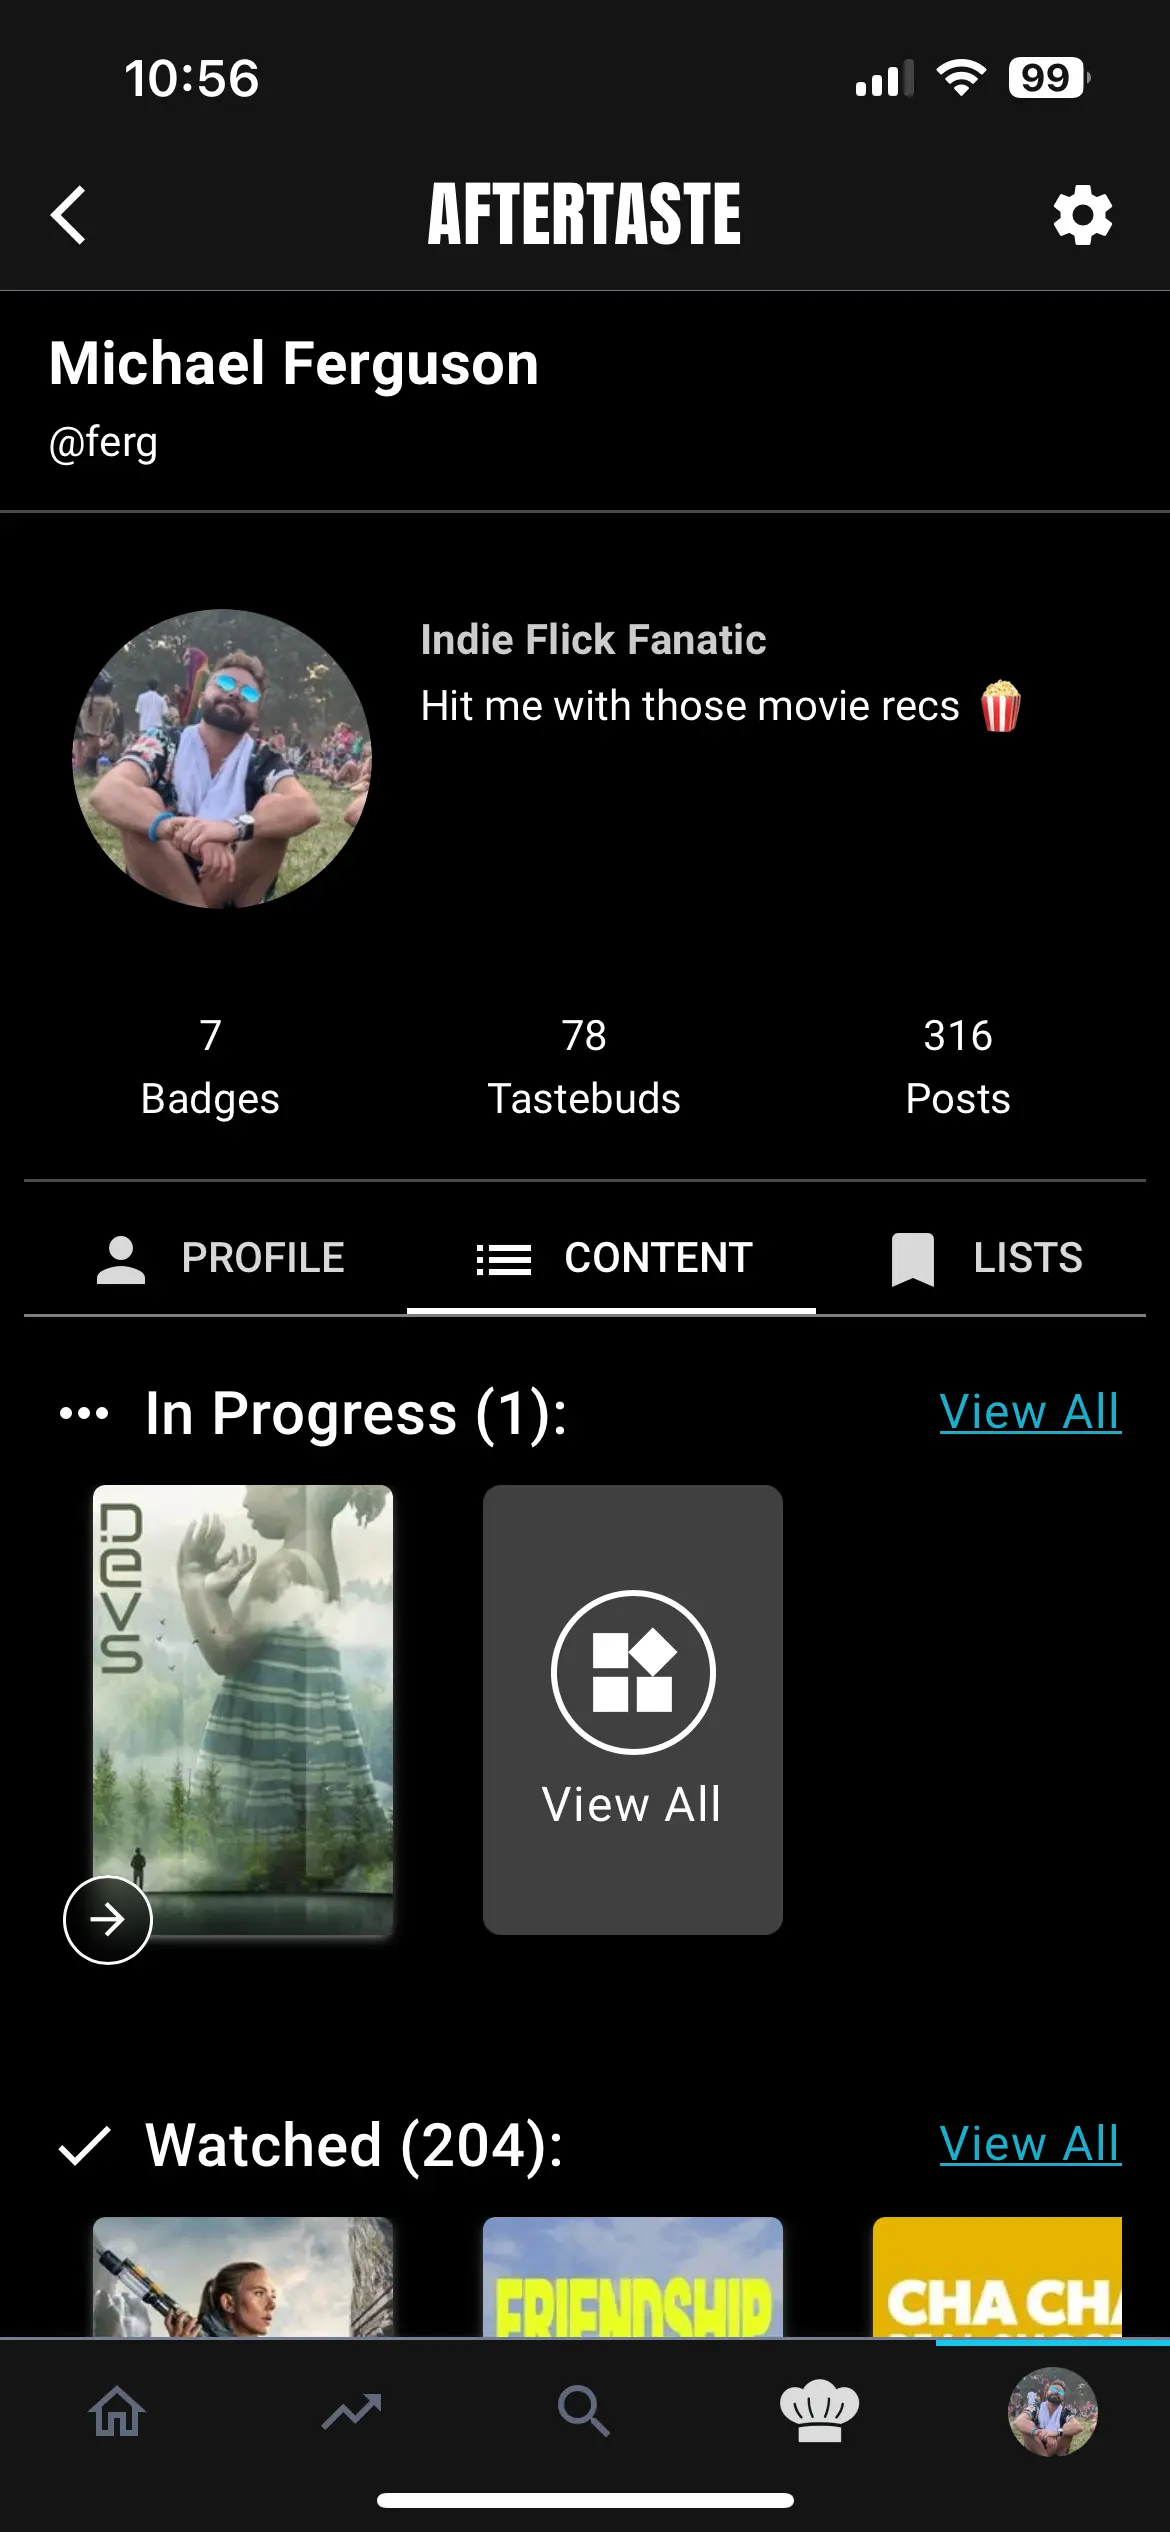 10:56
99
AFTERTASTE
Michael Ferguson
@ferg
Indie Flick Fanatic
Hit me with those movie recs 🍿
7
Badges
78
Tastebuds
316
Posts
PROFILE
CONTENT
LISTS
In Progress (1):
View All
DEVS
View All
Watched (204):
View All
FRIENDSHIP
CHA CHA